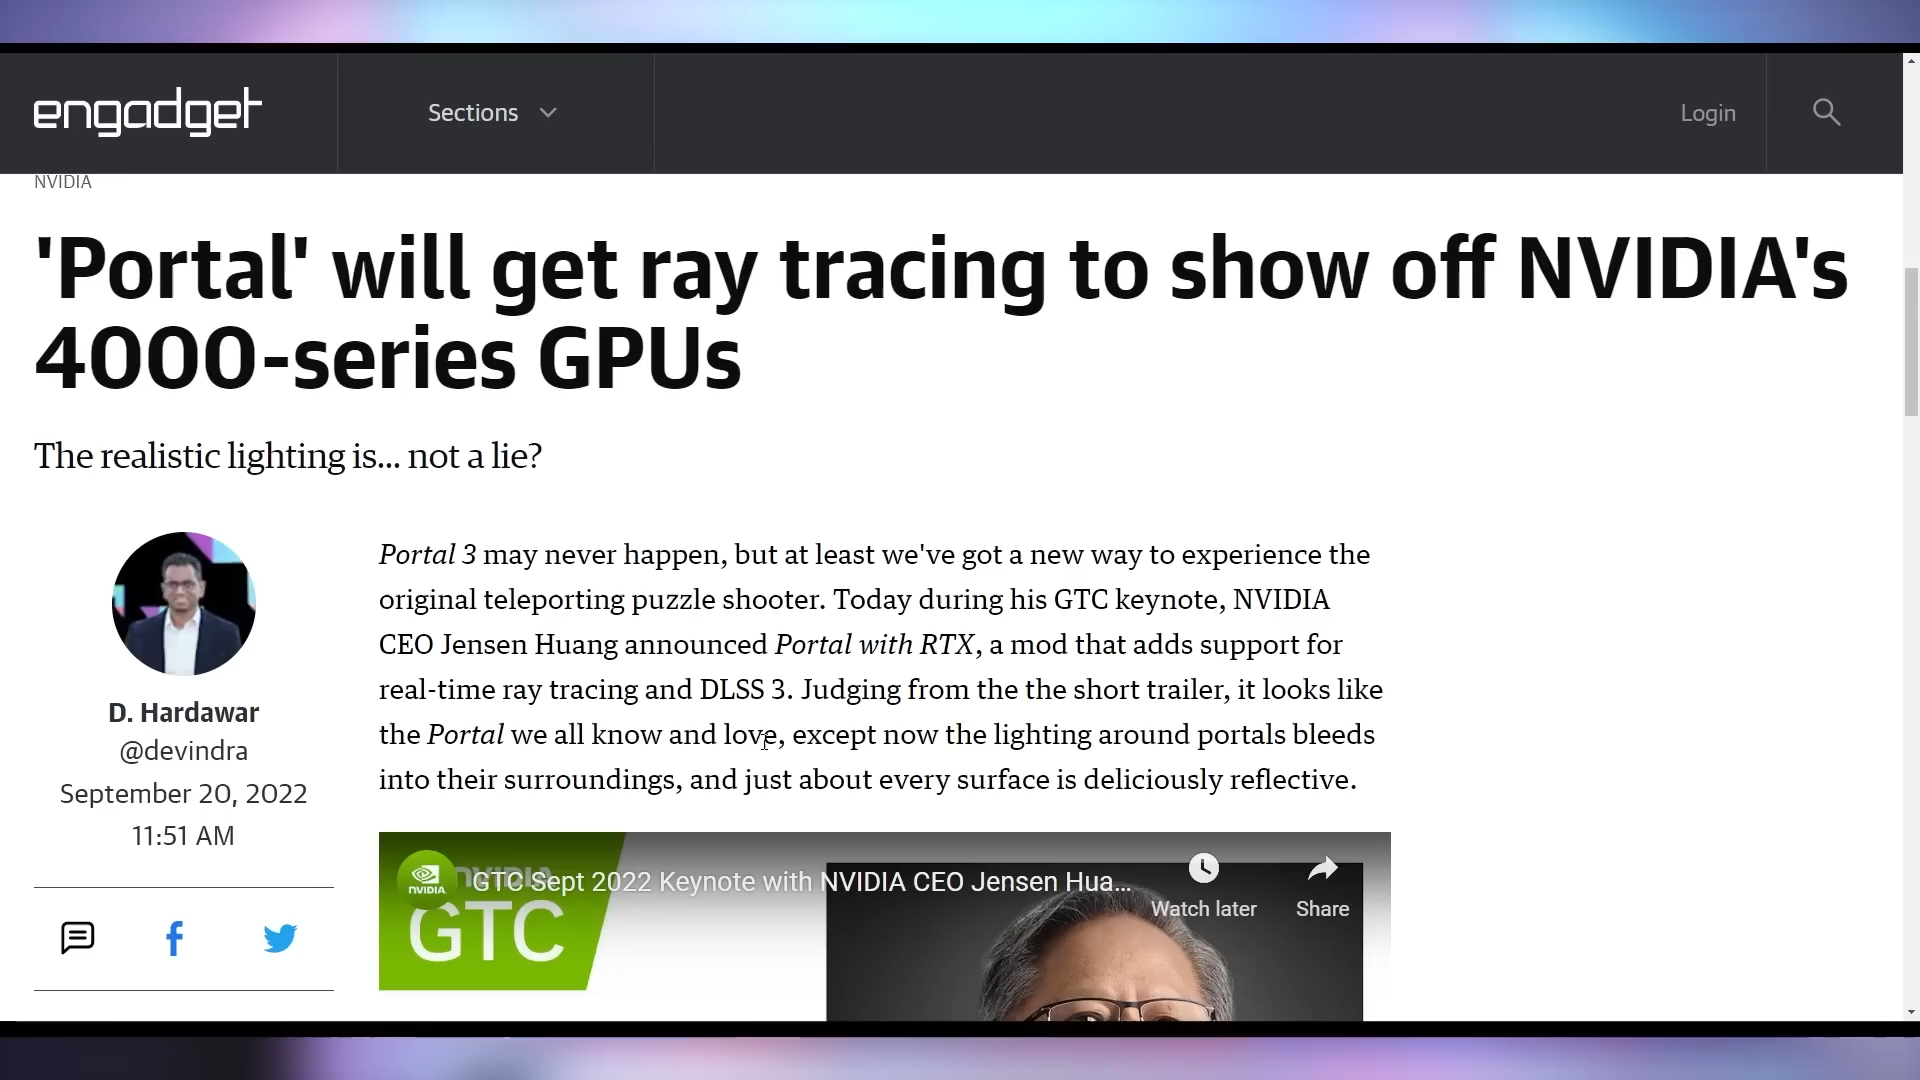 engadget
Sections
Login
NVIDIA
'Portal' will get ray tracing to show off NVIDIA's
4000-series GPUs
The realistic lighting is... not a lie?
D. Hardawar
@devindra
September 20, 2022
11:51 AM
Portal 3 may never happen, but at least we've got a new way to experience the
original teleporting puzzle shooter. Today during his GTC keynote, NVIDIA
CEO Jensen Huang announced Portal with RTX, a mod that adds support for
real-time ray tracing and DLSS 3. Judging from the the short trailer, it looks like
the Portal we all know and love, except now the lighting around portals bleeds
into their surroundings, and just about every surface is deliciously reflective.
NVIDIA
NVIDIA
GTC Sept 2022 Keynote with NVIDIA CEO Jensen Hua...
GTC
Watch later
Share